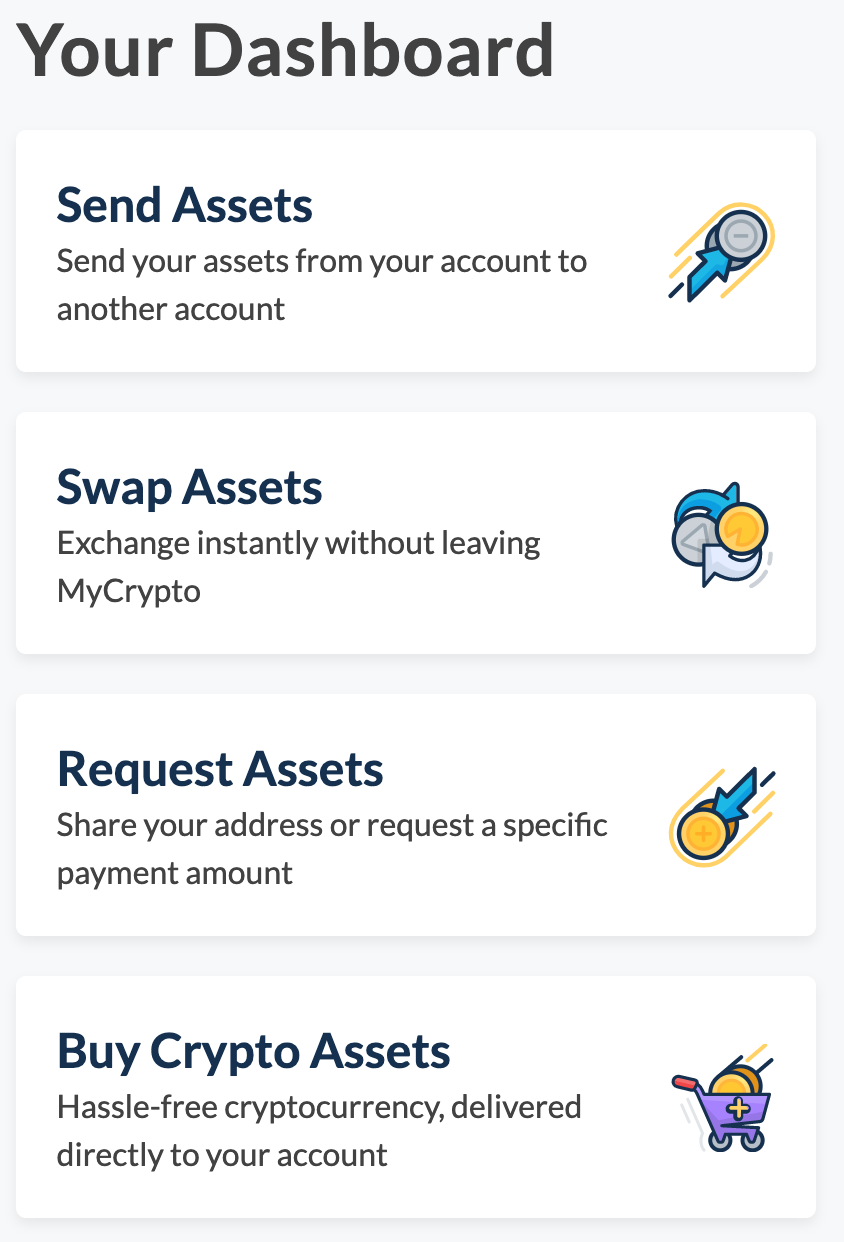 Your Dashboard
Send Assets
Send your assets from your account to
another account
Swap Assets
Exchange instantly without leaving
MyCrypto
Request Assets
Share your address or request a specific
payment amount
Buy Crypto Assets
Hassle-free cryptocurrency, delivered
directly to your account